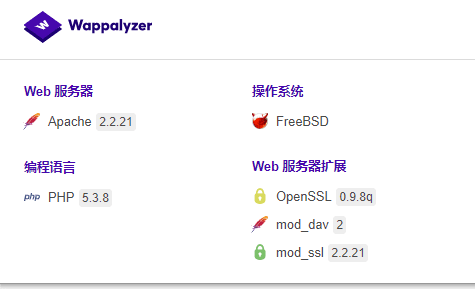 Wappalyzer
Web 服务器
Apache 2.2.21
编程语言
php PHP 5.3.8
操作系统
FreeBSD
Web 服务器扩展
OpenSSL 0.9.8q
mod_dav 2
mod_ssl 2.2.21